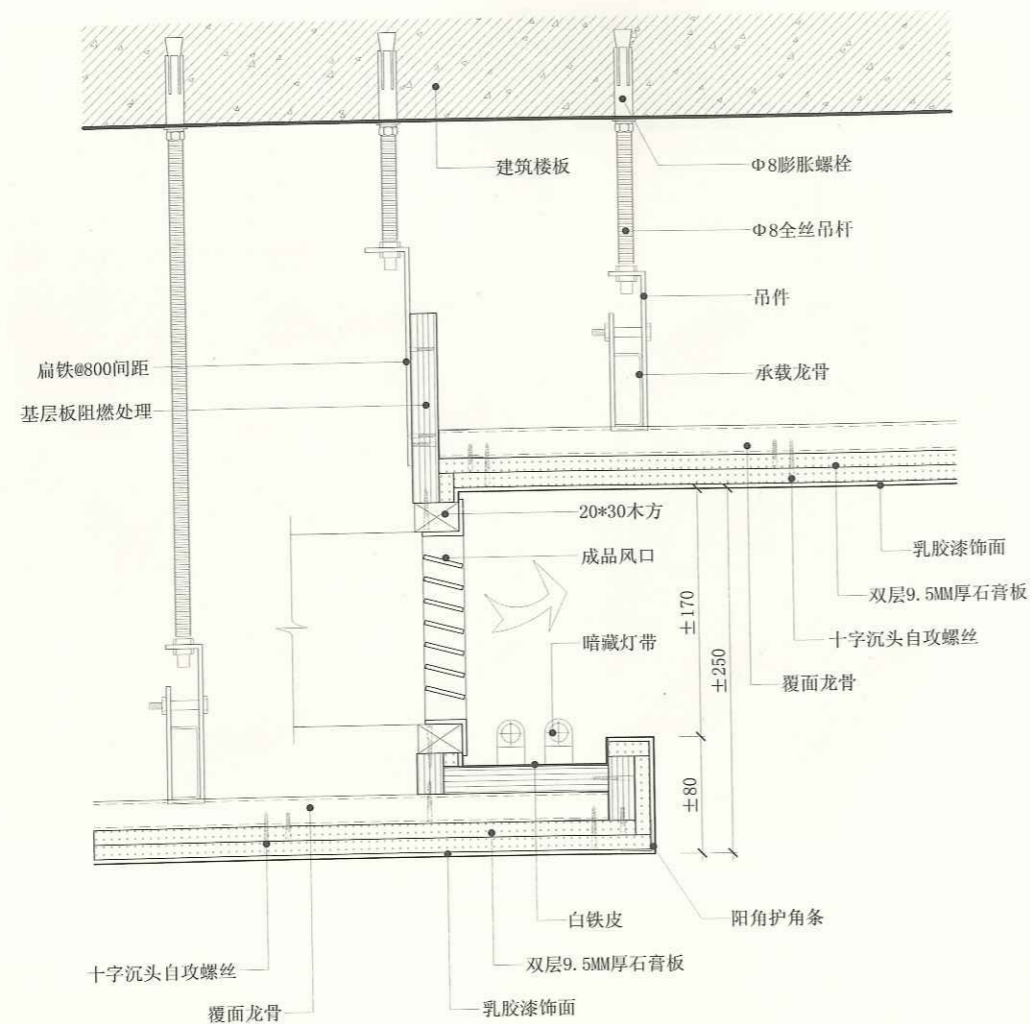 建筑楼板
Φ8膨胀螺栓
Φ8全丝吊杆
吊件
扁铁@800间距
承载龙骨
基层板阻燃处理
20*30木方
乳胶漆饰面
成品风口
双层9.5MM厚石膏板
±170
十字沉头自攻螺丝
暗藏灯带
±250
覆面龙骨
±80
白铁皮
阳角护角条
双层9.5MM厚石膏板
十字沉头自攻螺丝
乳胶漆饰面
覆面龙骨